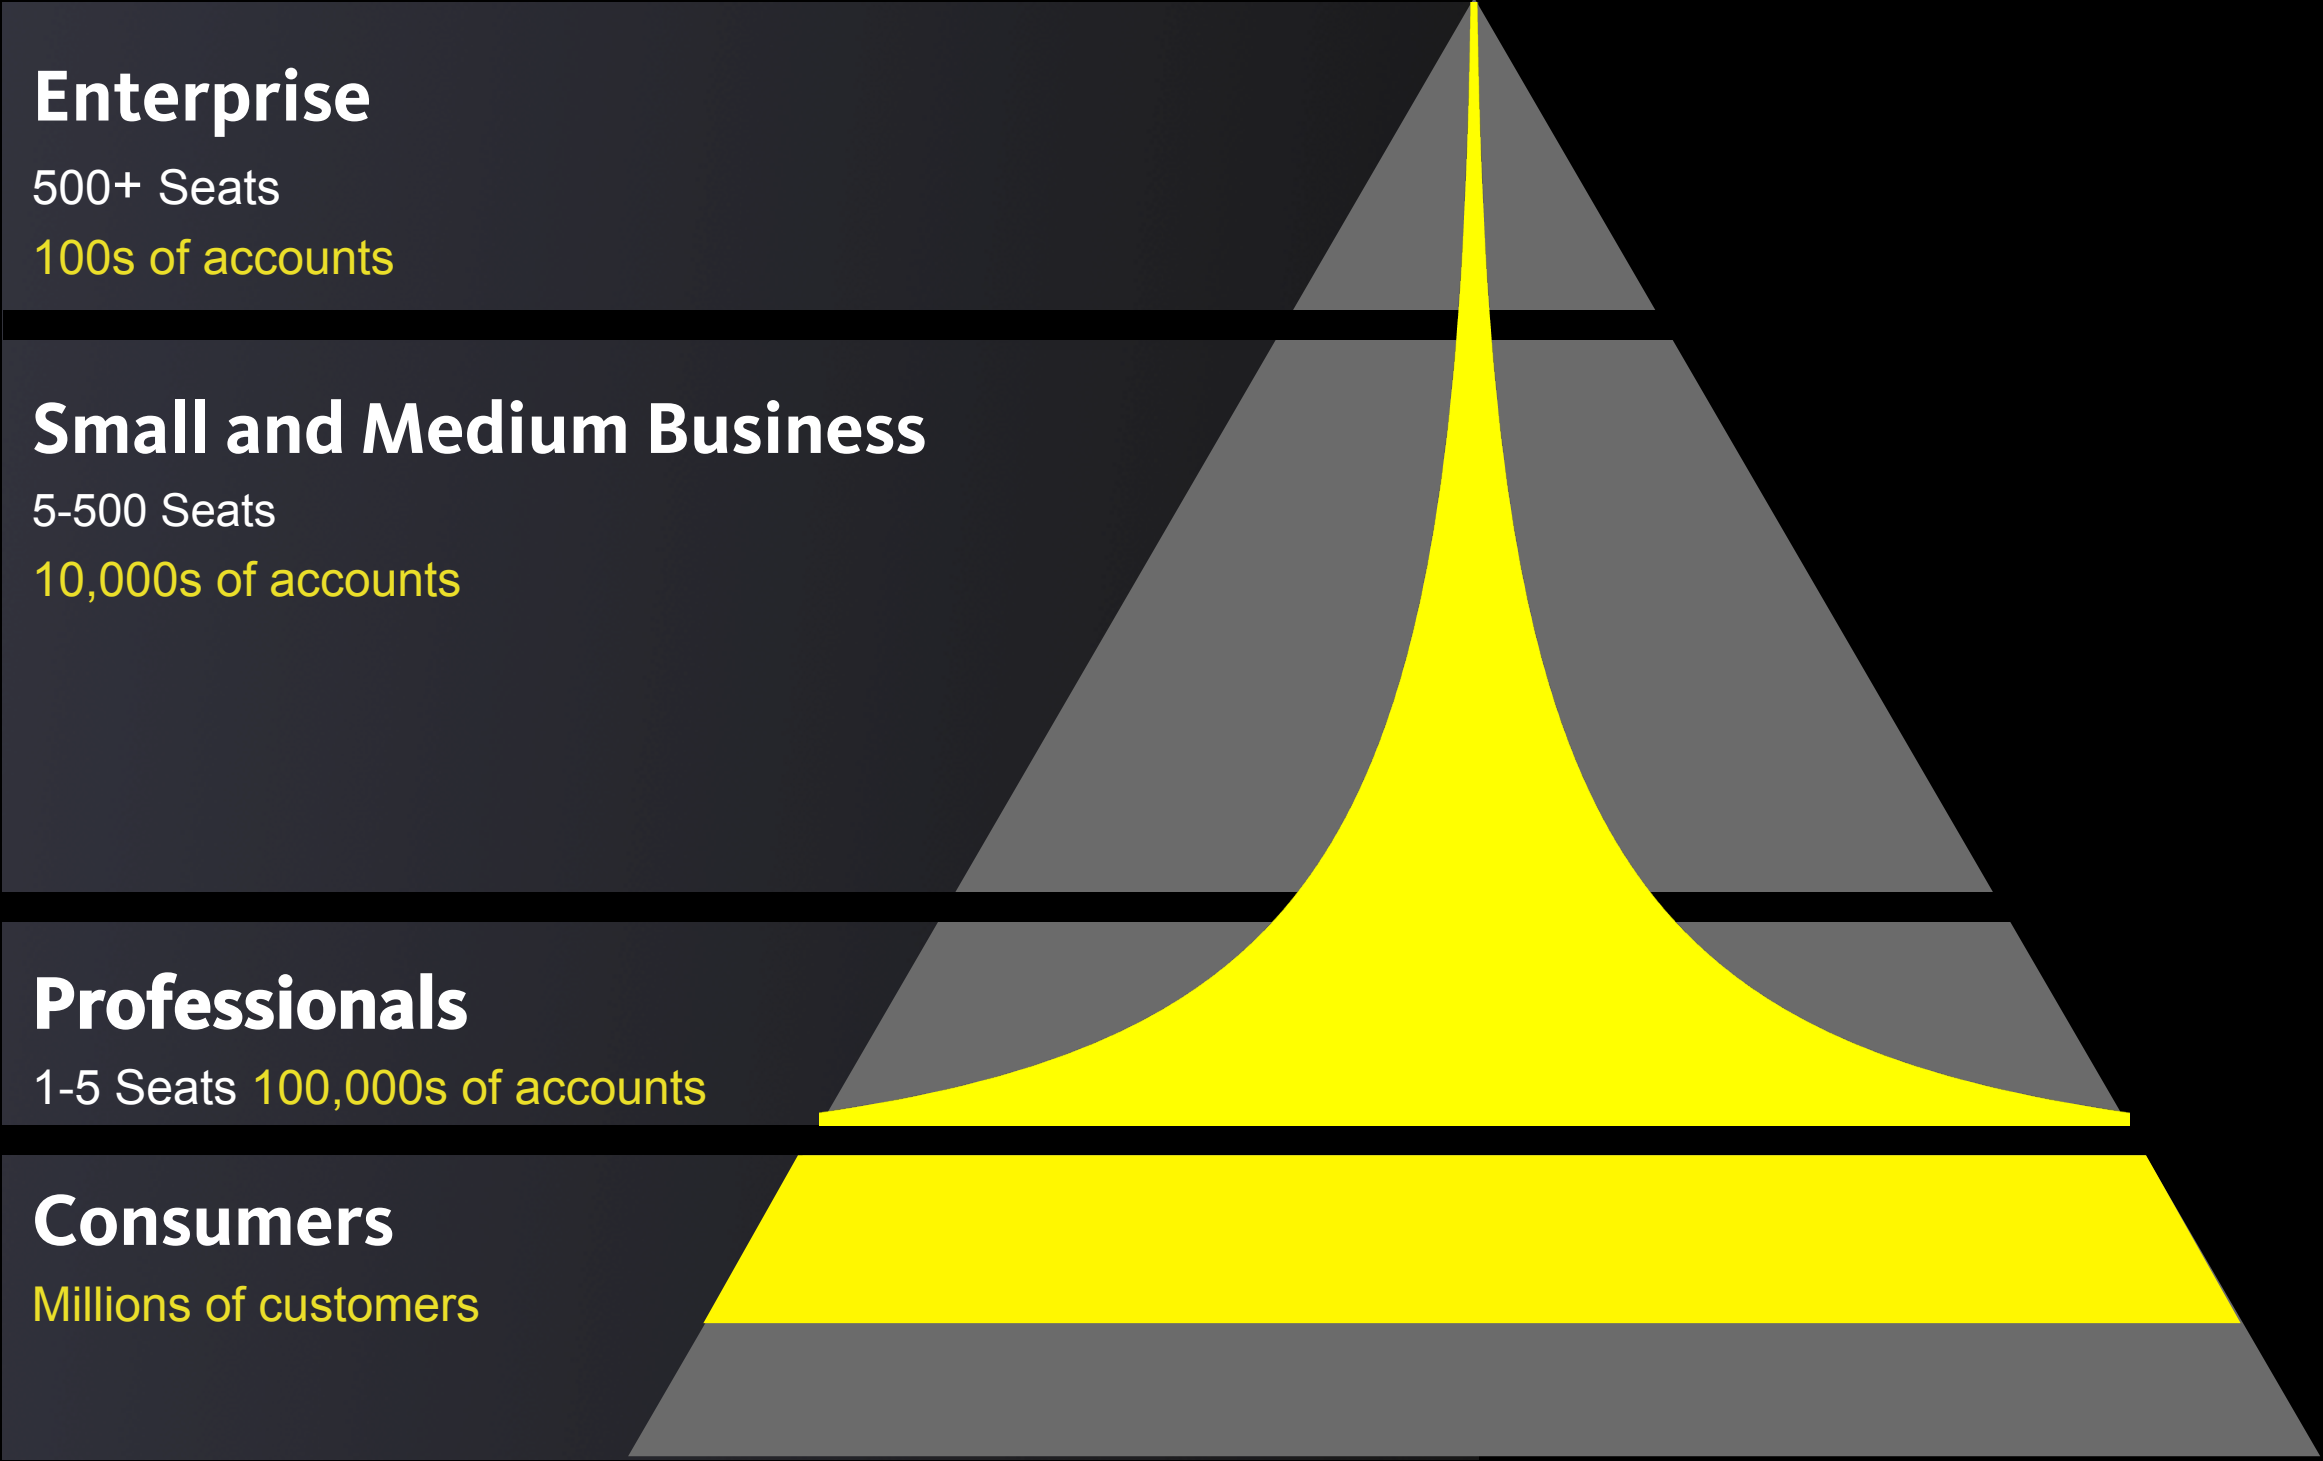 Enterprise
500+ Seats
100s of accounts
Small and Medium Business
5-500 Seats
10,000s of accounts
Professionals
1-5 Seats 100,000s of accounts
Consumers
Millions of customers